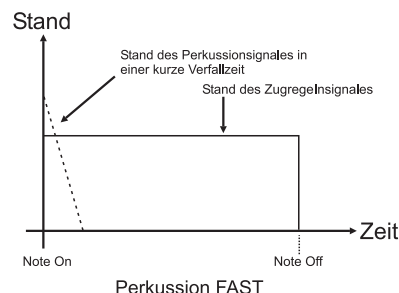 Stand
Stand des Perkussionsignales in
einer kurze Verfallzeit
Stand des Zugregelnsignales
Zeit
Note On
Note Off
Perkussion FAST